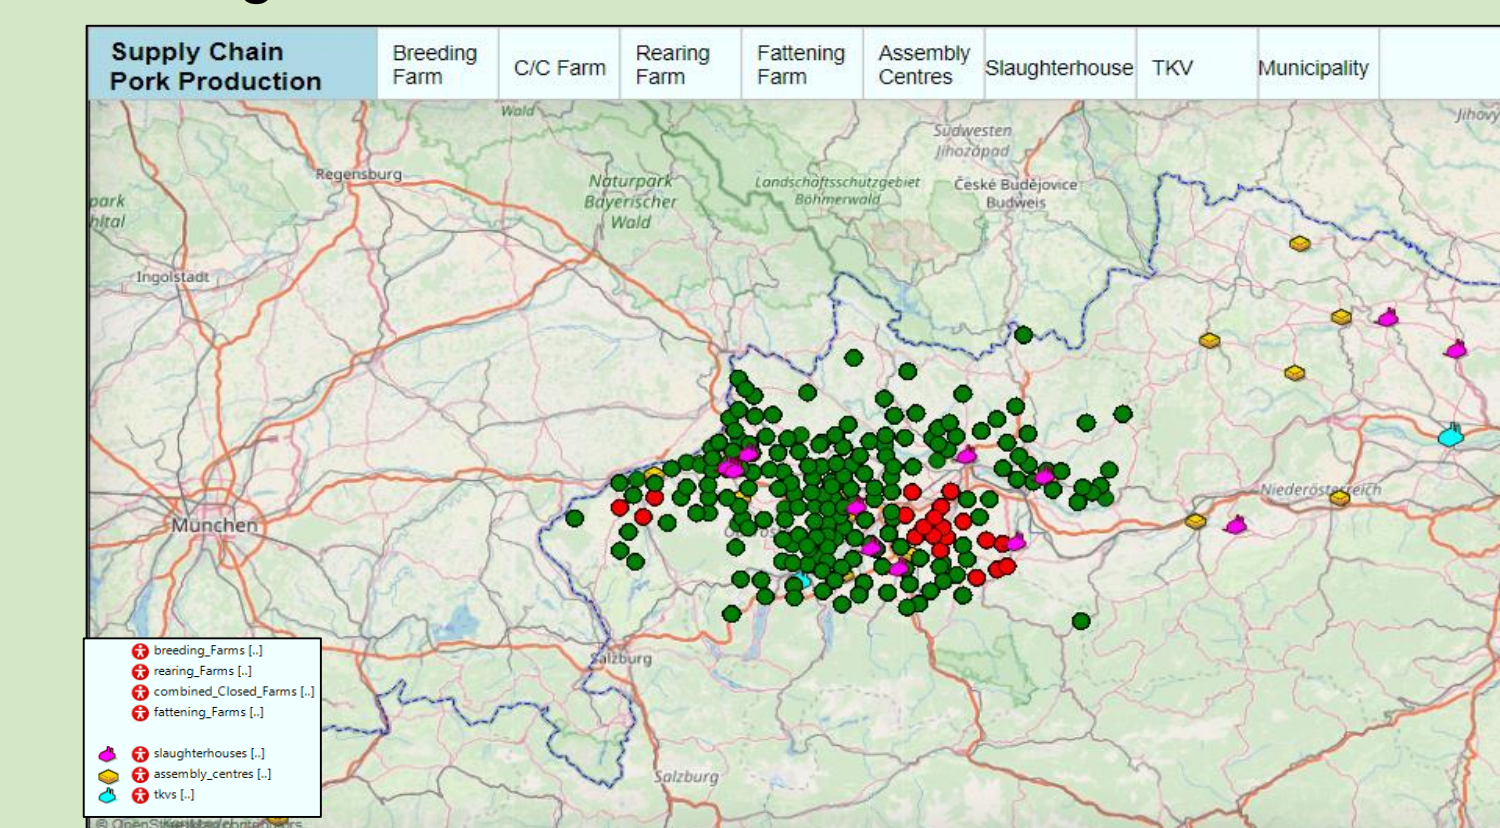 Supply Chain
Pork Production
Breeding
Farm
C/C Farm
Rearing
Farm
Fattening
Farm
Assembly
Centres
Slaughterhouse
TKV
Municipality
Wald
Südwesten
Jihozápad
Regensburg
Naturpark
Bayerischer
Wald
Landschaftsschutzgebiet
Böhmerwald
České Budějovice
Budweis
park
Ingolstadt
München
Niederösterreich
Salzburg
Salzburg
breeding_Farms [..]
rearing_Farms [..]
combined_Closed_Farms [..]
fattening_Farms [..]
slaughterhouses [..]
assembly_centres [..]
tkvs [..]